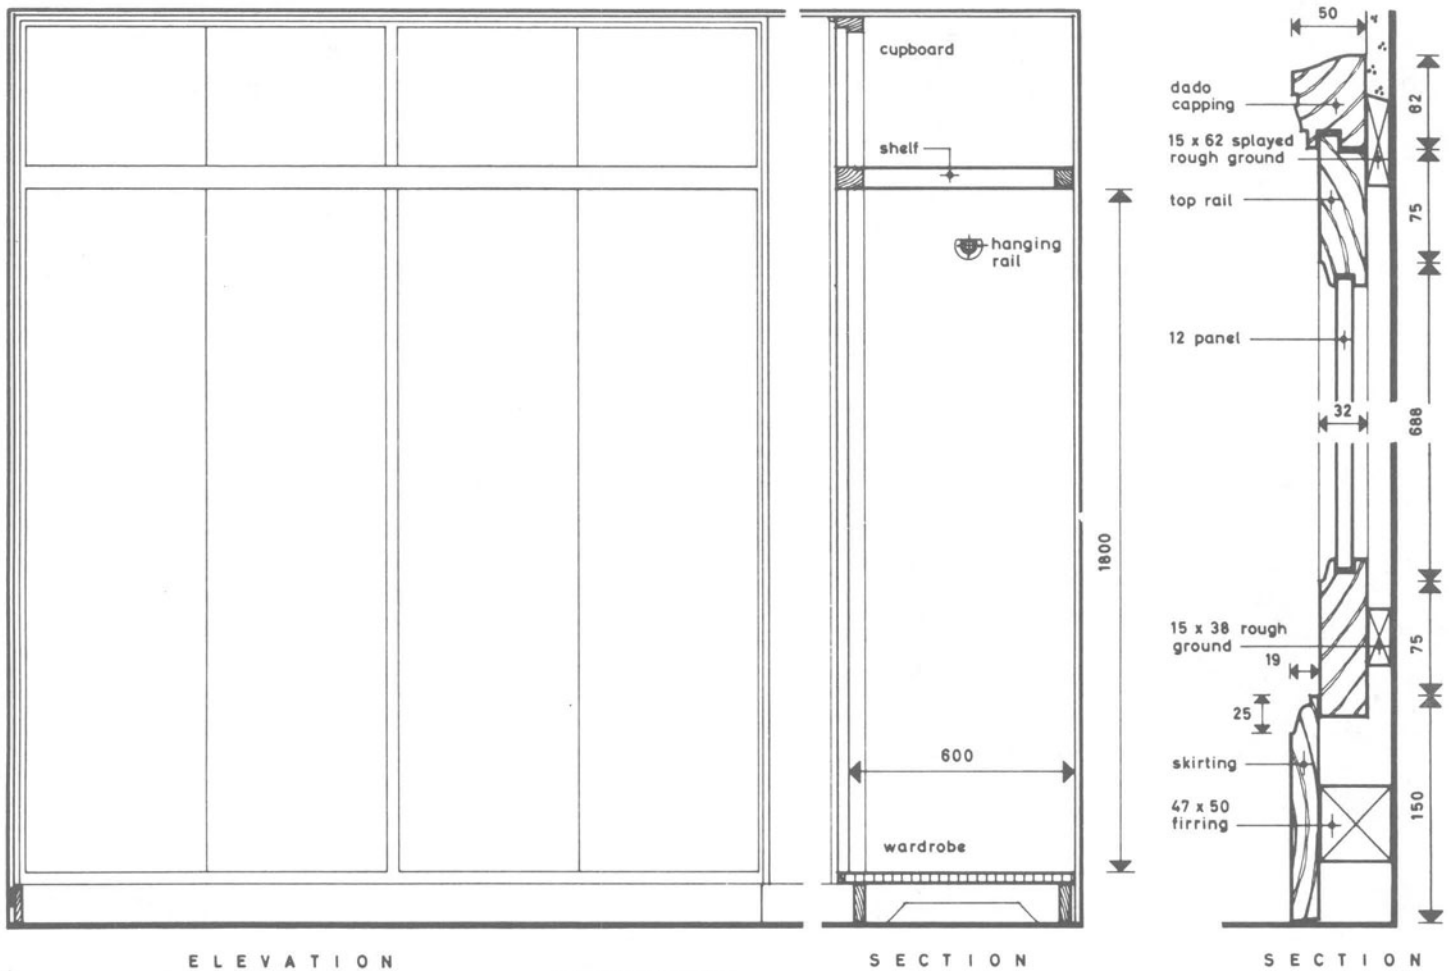 cupboard
shelf
hanging
rail
1800
600
wardrobe
ELEVATION
SECTION
50
dado
capping
15 x 62 splayed
rough ground
top rail
12 panel
32
62
75
688
15 x 38 rough
ground
19
25
75
skirting
47 x 50
firring
150
SECTION